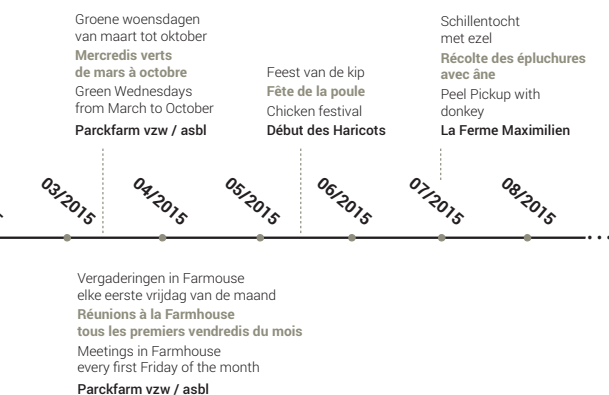 Groene woensdagen
van maart tot oktober
Mercredis verts
de mars à octobre
Green Wednesdays
from March to October
Parckfarm vzw / asbl
Feest van de kip
Fête de la poule
Chicken festival
Début des Haricots
Schillentocht
met ezel
Récolte des épluchures
avec âne
Peel Pickup with
donkey
La Ferme Maximilien
03/2015
04/2015
05/2015
06/2015
07/2015
08/2015
Vergaderingen in Farmouse
elke eerste vrijdag van de maand
Réunions à la Farmhouse
tous les premiers vendredis du mois
Meetings in Farmhouse
every first Friday of the month
Parckfarm vzw / asbl